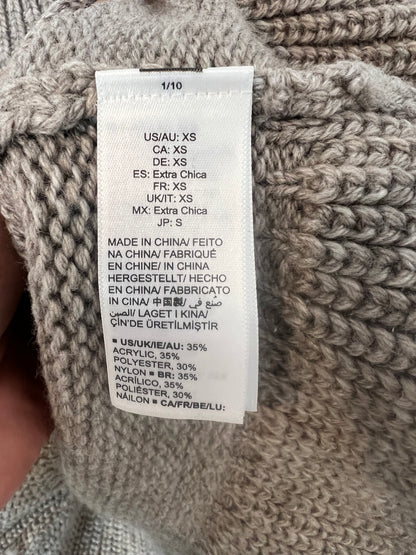 1/10
US/AU: XS
CA: XS
DE: XS
ES: Extra Chica
FR: XS
UK/IT: XS
MX: Extra Chica
JP: S
MADE IN CHINA/ FEITO
NA CHINA/ FABRIQUÉ
EN CHINE/ IN CHINA
HERGESTELLT/ HECHO
EN CHINA/ FABBRICATO
IN CINA/ 中国製/ صنع في
الصين/ LAGET I KINA/
ÇİN'DE ÜRETİLMİŞTİR
■ US/UK/IE/AU: 35%
ACRYLIC, 35%
POLYESTER, 30%
NYLON ■ BR: 35%
ACRÍLICO, 35%
POLIÉSTER, 30%
NÁILON ■ CA/FR/BE/LU: